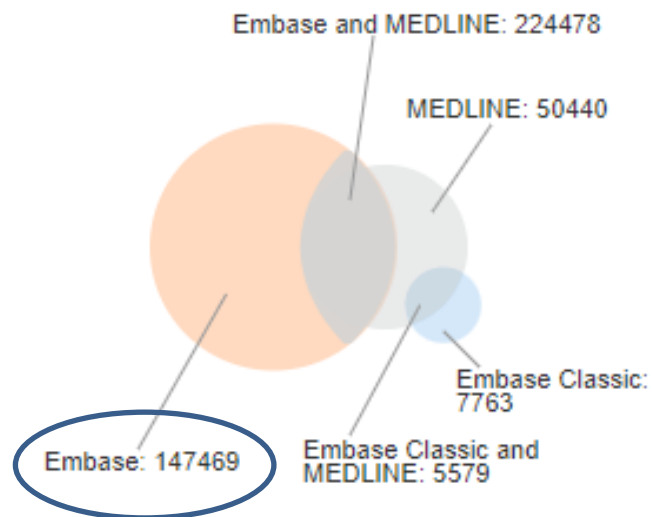 Embase and MEDLINE: 224478
MEDLINE: 50440
Embase Classic:
7763
Embase Classic and
MEDLINE: 5579
Embase: 147469